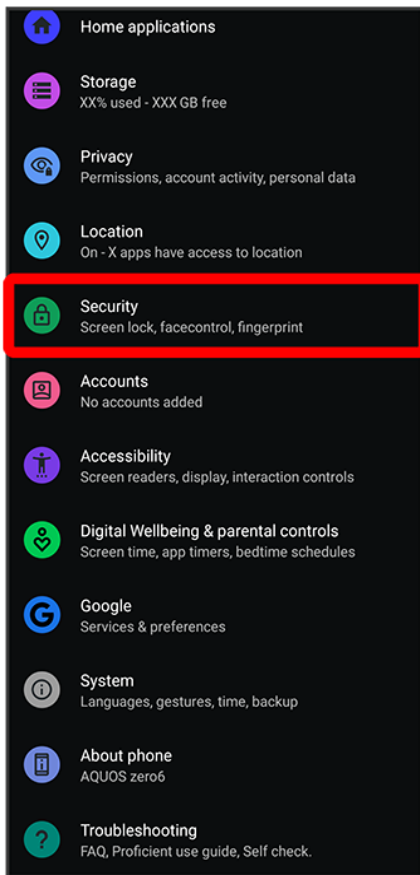 Home applications
Storage
XX% used - XXX GB free
Privacy
Permissions, account activity, personal data
Location
On - X apps have access to location
Security
Screen lock, facecontrol, fingerprint
Accounts
No accounts added
Accessibility
Screen readers, display, interaction controls
Digital Wellbeing & parental controls
Screen time, app timers, bedtime schedules
Google
Services & preferences
System
Languages, gestures, time, backup
About phone
AQUOS zero6
Troubleshooting
FAQ, Proficient use guide, Self check.